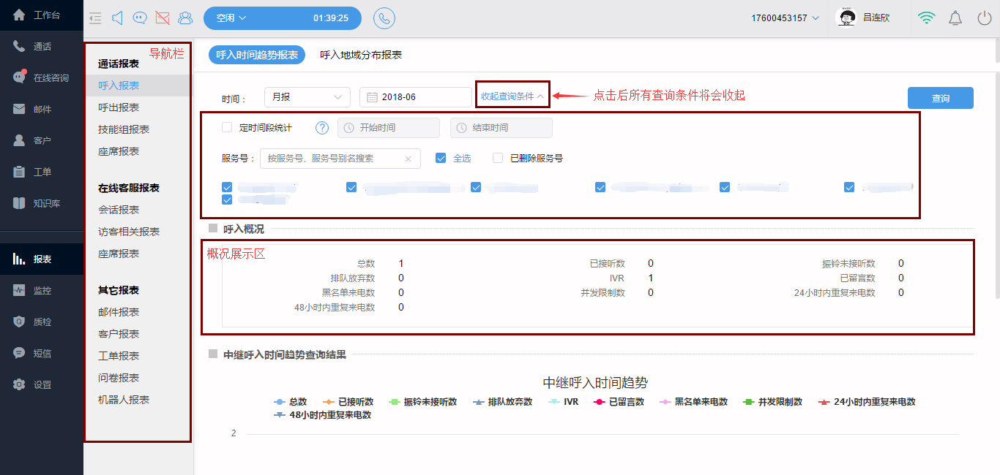 工作台
空闲
01:39:25
17600453157
吕连欣
通话
在线咨询
邮件
客户
工单
知识库
报表
监控
质检
短信
设置
导航栏
通话报表
呼入报表
呼出报表
技能组报表
座席报表
在线客服报表
会话报表
访客相关报表
座席报表
其它报表
邮件报表
客户报表
工单报表
问卷报表
机器人报表
呼入时间趋势报表 呼入地域分布报表
时间： 月报 2018-06 收起查询条件 点击后所有查询条件将会收起 查询
定时间段统计 ? 开始时间 结束时间
服务号： 按服务号、服务号别名搜索 全选 已删除服务号
呼入概况
概况展示区
总数 1 已接听数 0 振铃未接听数 0
排队放弃数 0 IVR 1 已留言数 0
黑名单来电数 0 并发限制数 0 24小时内重复来电数 0
48小时内重复来电数 0
中继呼入时间趋势查询结果
中继呼入时间趋势
总数 已接听数 振铃未接听数 排队放弃数 IVR 已留言数 黑名单来电数 并发限制数 24小时内重复来电数
48小时内重复来电数
2